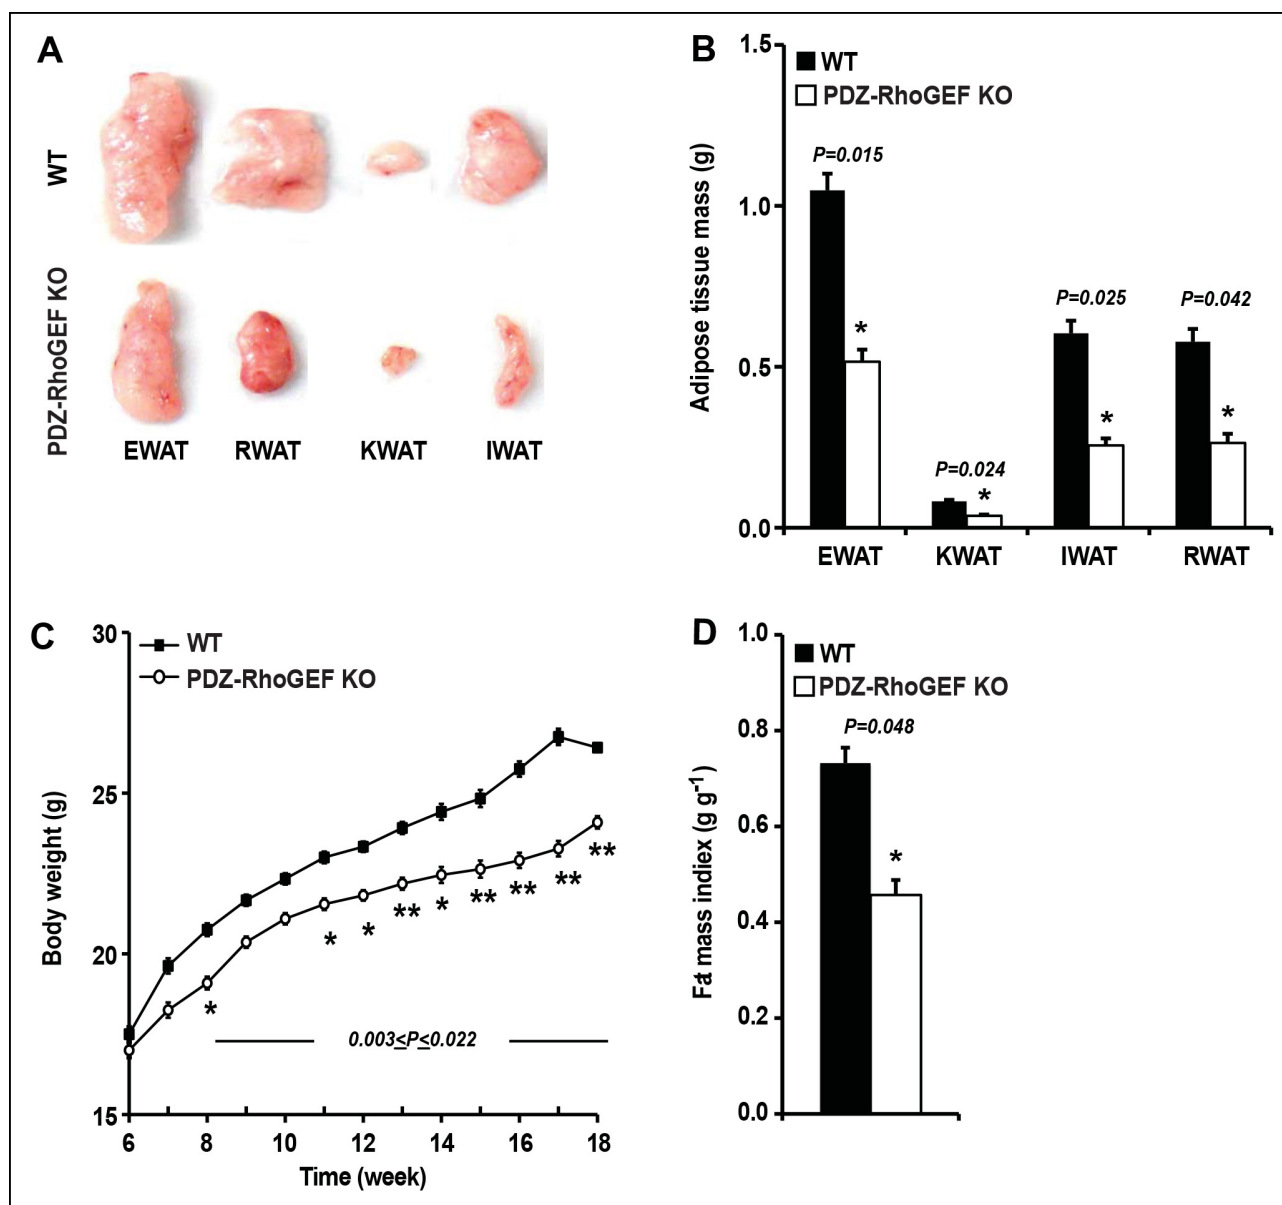 A
WT
PDZ-RhoGEF KO
EWAT RWAT KWAT IWAT
B
WT
PDZ-RhoGEF KO
Adipose tissue mass (g)
1.5
1.0
0.5
0.0
P=0.015
*
P=0.024
*
P=0.025
*
P=0.042
*
EWAT KWAT IWAT RWAT
C
WT
PDZ-RhoGEF KO
Body weight (g)
30
25
20
15
* * * ** * ** ** ** **
0.003≤P≤0.022
6 8 10 12 14 16 18
Time (week)
D
WT
PDZ-RhoGEF KO
Fat mass indiex (g g-1)
1.0
0.8
0.6
0.4
0.2
0.0
P=0.048
*